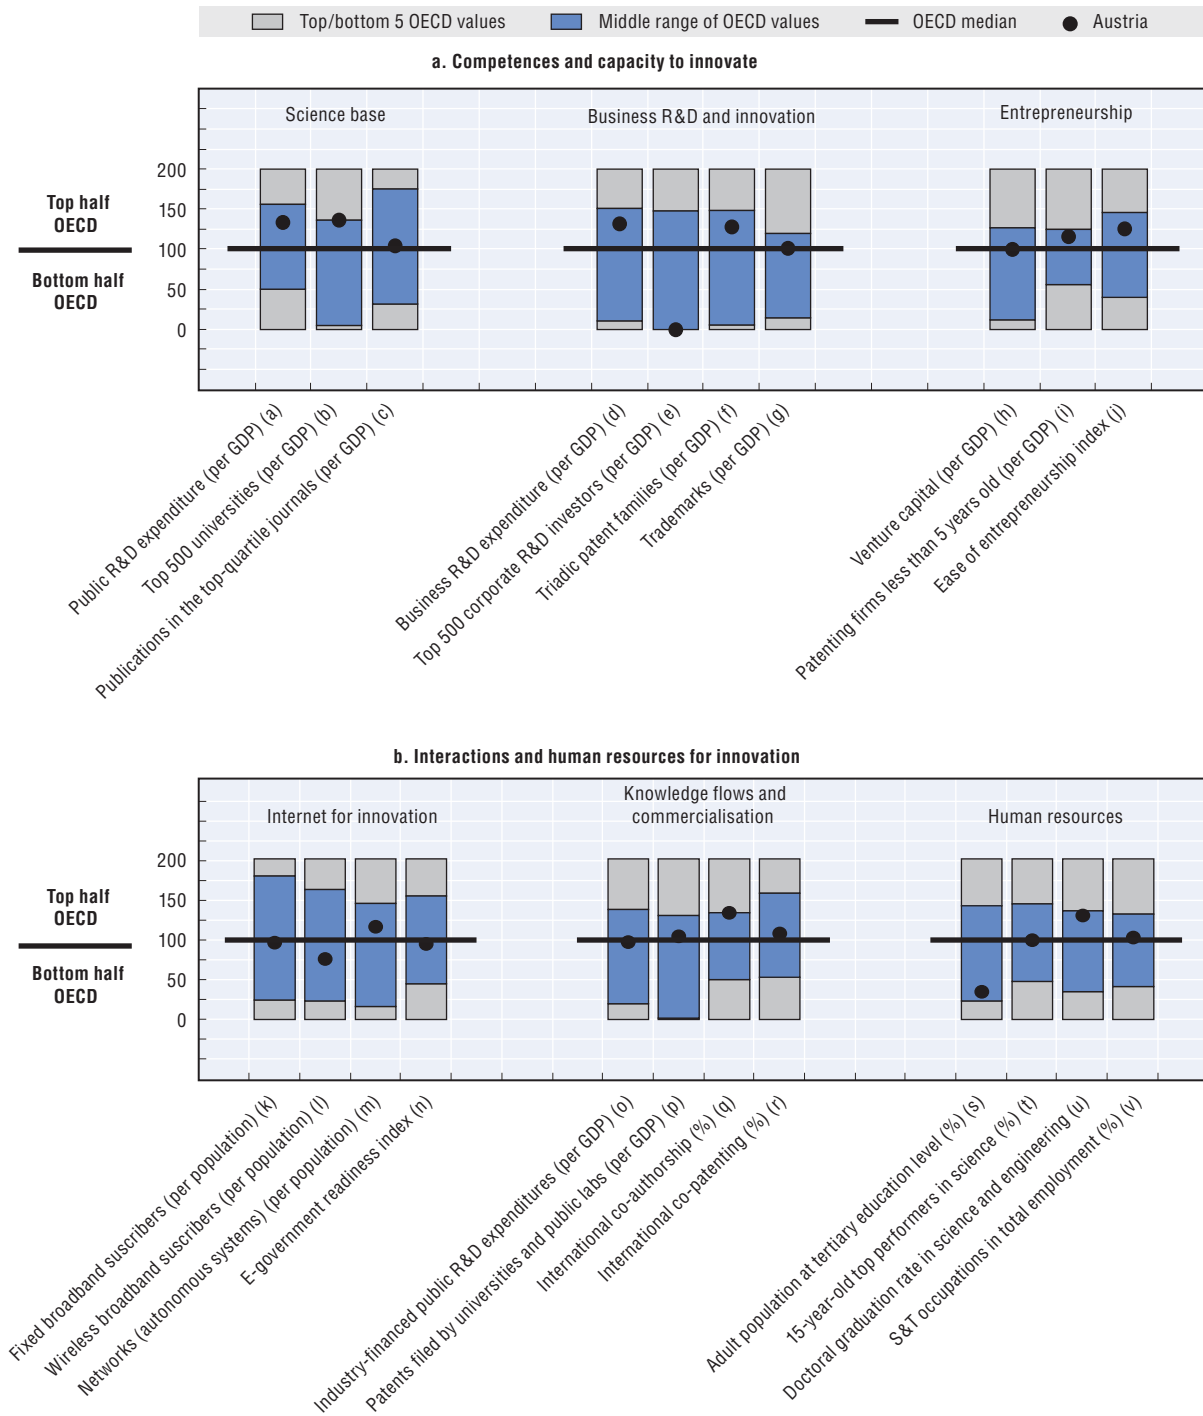 Top/bottom 5 OECD values
Middle range of OECD values
OECD median
Austria
a. Competences and capacity to innovate
Science base
Business R&D and innovation
Entrepreneurship
200
150
100
50
0
Top half
OECD
Bottom half
OECD
Public R&D expenditure (per GDP) (a)
Top 500 universities (per GDP) (b)
Publications in the top-quartile journals (per GDP) (c)
Business R&D expenditure (per GDP) (d)
Top 500 corporate R&D investors (per GDP) (e)
Triadic patent families (per GDP) (f)
Trademarks (per GDP) (g)
Venture capital (per GDP) (h)
Patenting firms less than 5 years old (per GDP) (i)
Ease of entrepreneurship index (j)
b. Interactions and human resources for innovation
Internet for innovation
Knowledge flows and
commercialisation
Human resources
200
150
100
50
0
Top half
OECD
Bottom half
OECD
Fixed broadband suscribers (per population) (k)
Wireless broadband suscribers (per population) (l)
Networks (autonomous systems) (per population) (m)
E-government readiness index (n)
Industry-financed public R&D expenditures (per GDP) (o)
Patents filed by universities and public labs (per GDP) (p)
International co-authorship (%) (q)
International co-patenting (%) (r)
Adult population at tertiary education level (%) (s)
15-year-old top performers in science (%) (t)
Doctoral graduation rate in science and engineering (u)
S&T occupations in total employment (%) (v)